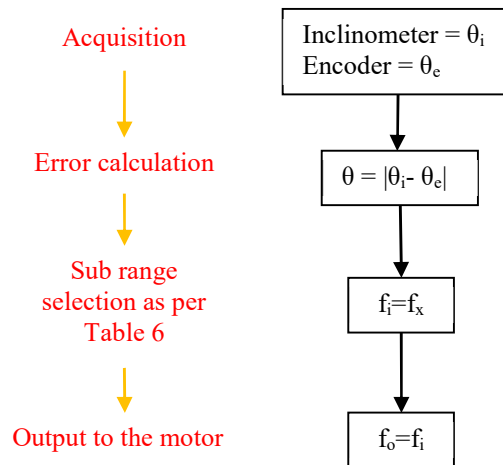 Acquisition
Inclinometer = θᵢ
Encoder = θₑ
Error calculation
θ = |θᵢ- θₑ|
Sub range
selection as per
Table 6
fᵢ=fₓ
Output to the motor
fₒ=fᵢ